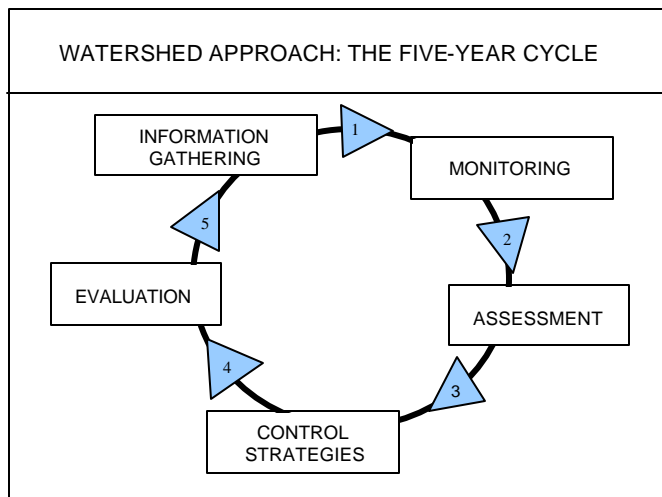 WATERSHED APPROACH: THE FIVE-YEAR CYCLE
INFORMATION
GATHERING
1
MONITORING
2
ASSESSMENT
3
CONTROL
STRATEGIES
4
EVALUATION
5